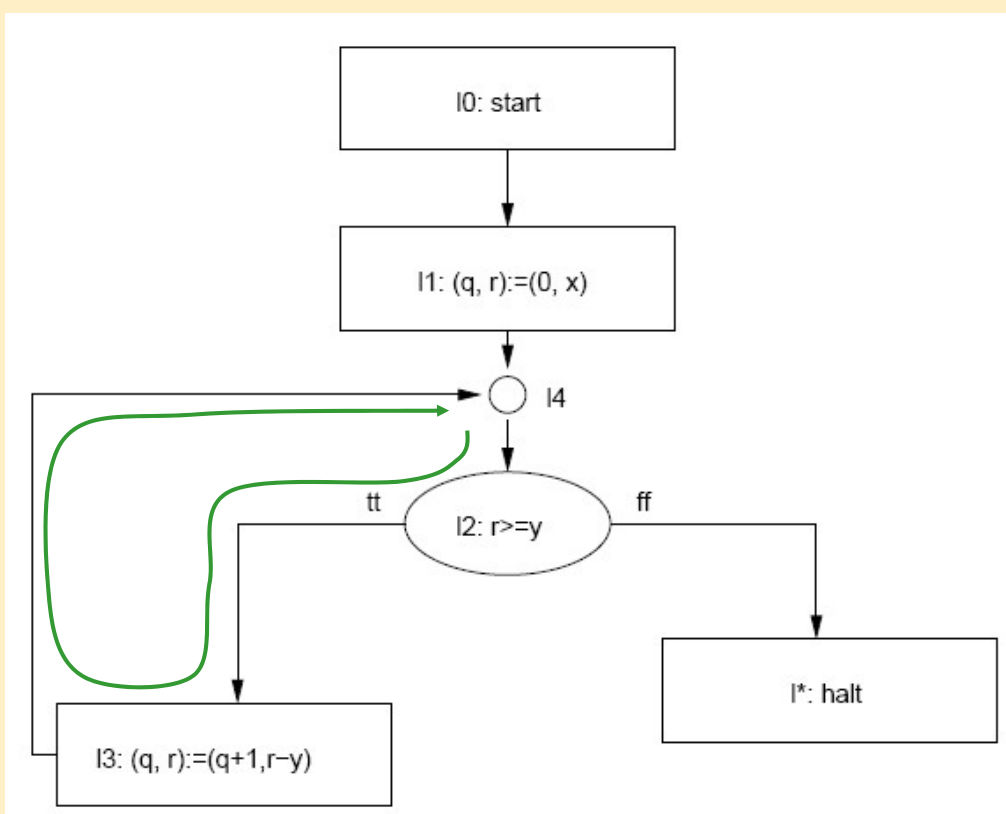 l0: start
l1: (q, r):=(0, x)
l4
tt
l2: r>=y
ff
l*: halt
l3: (q, r):=(q+1,r−y)